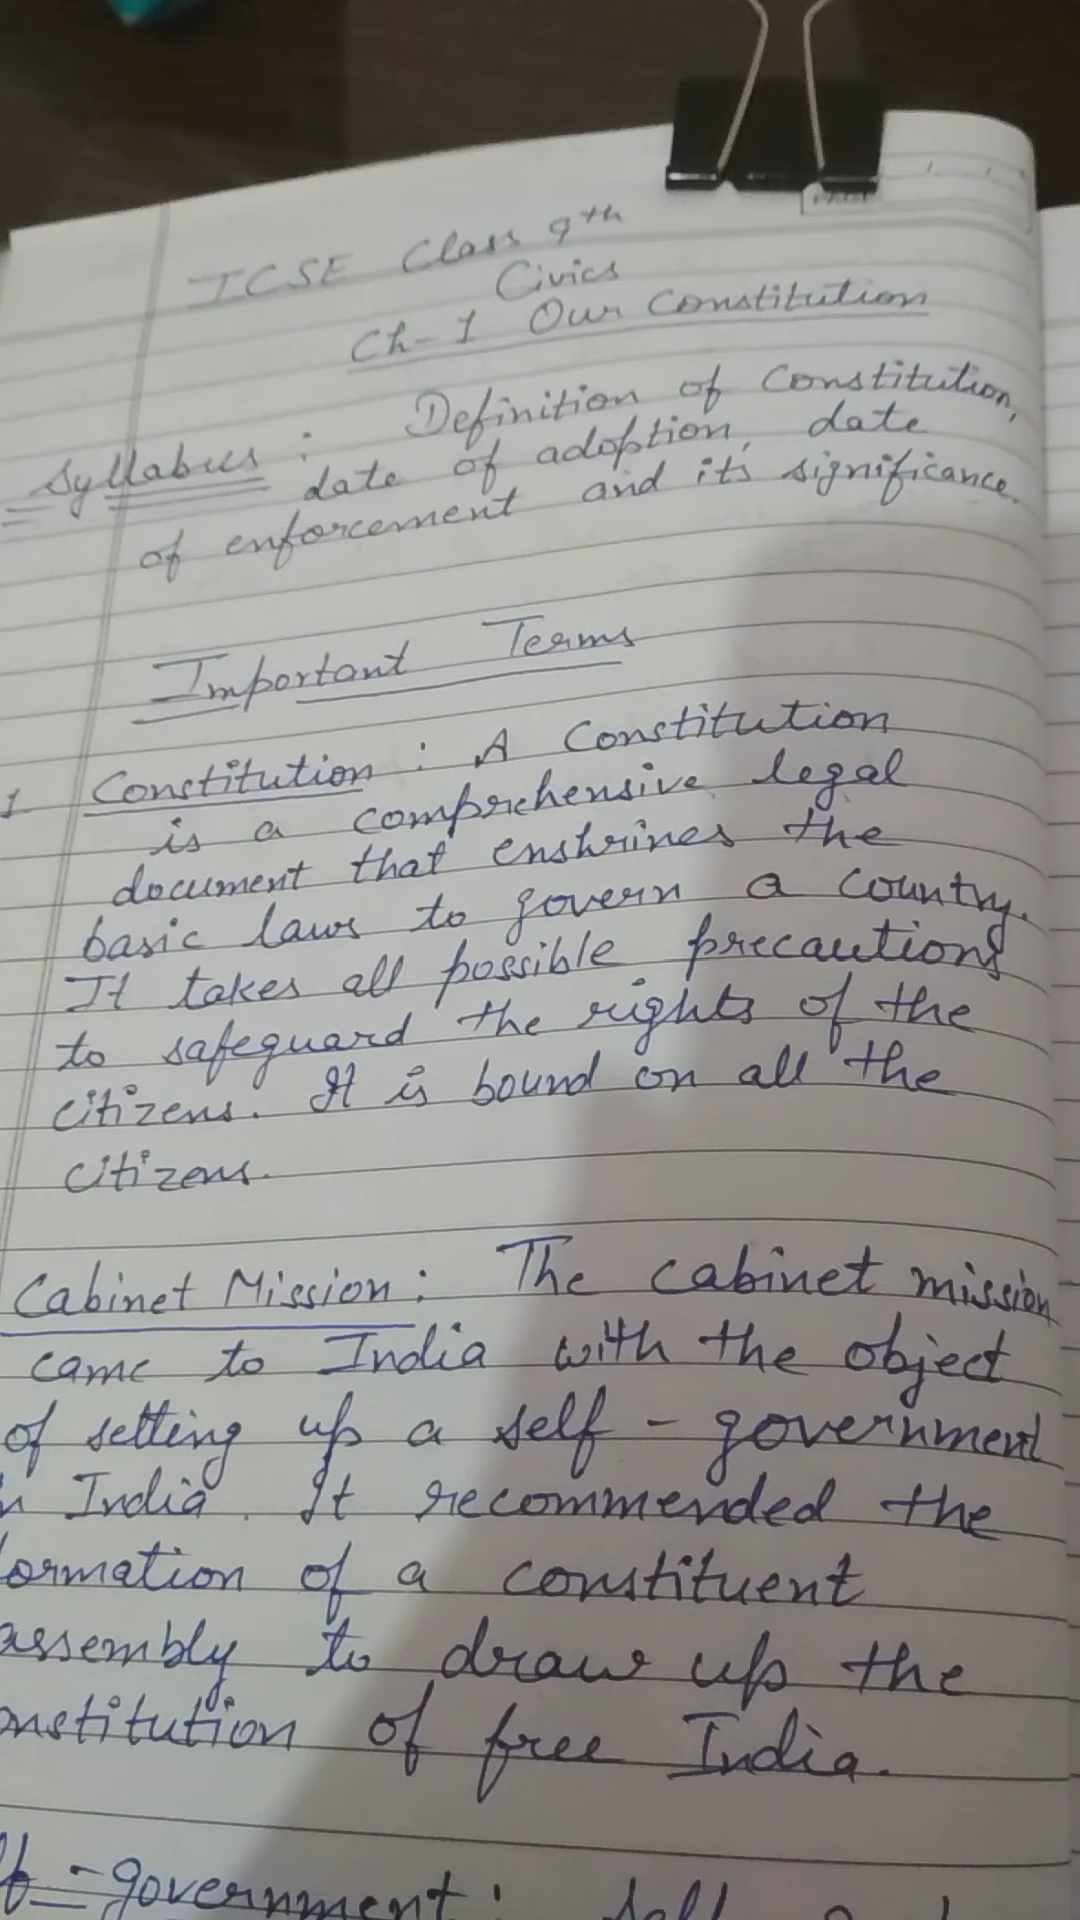 ICSE Class 9th
Civics
Ch-1 Our Constitution
Syllabus : Definition of Constitution,
date of adoption, date
of enforcement and its significance.
Important Terms
1. Constitution : A Constitution
is a comprehensive legal
document that enshrines the
basic laws to govern a country.
It takes all possible precautions
to safeguard the rights of the
citizens. It is bound on all the
citizens.
Cabinet Mission : The cabinet mission
came to India with the object
of setting up a self - government
n India. It recommended the
ormation of a constituent
assembly to draw up the
onstitution of free India.
f - government :